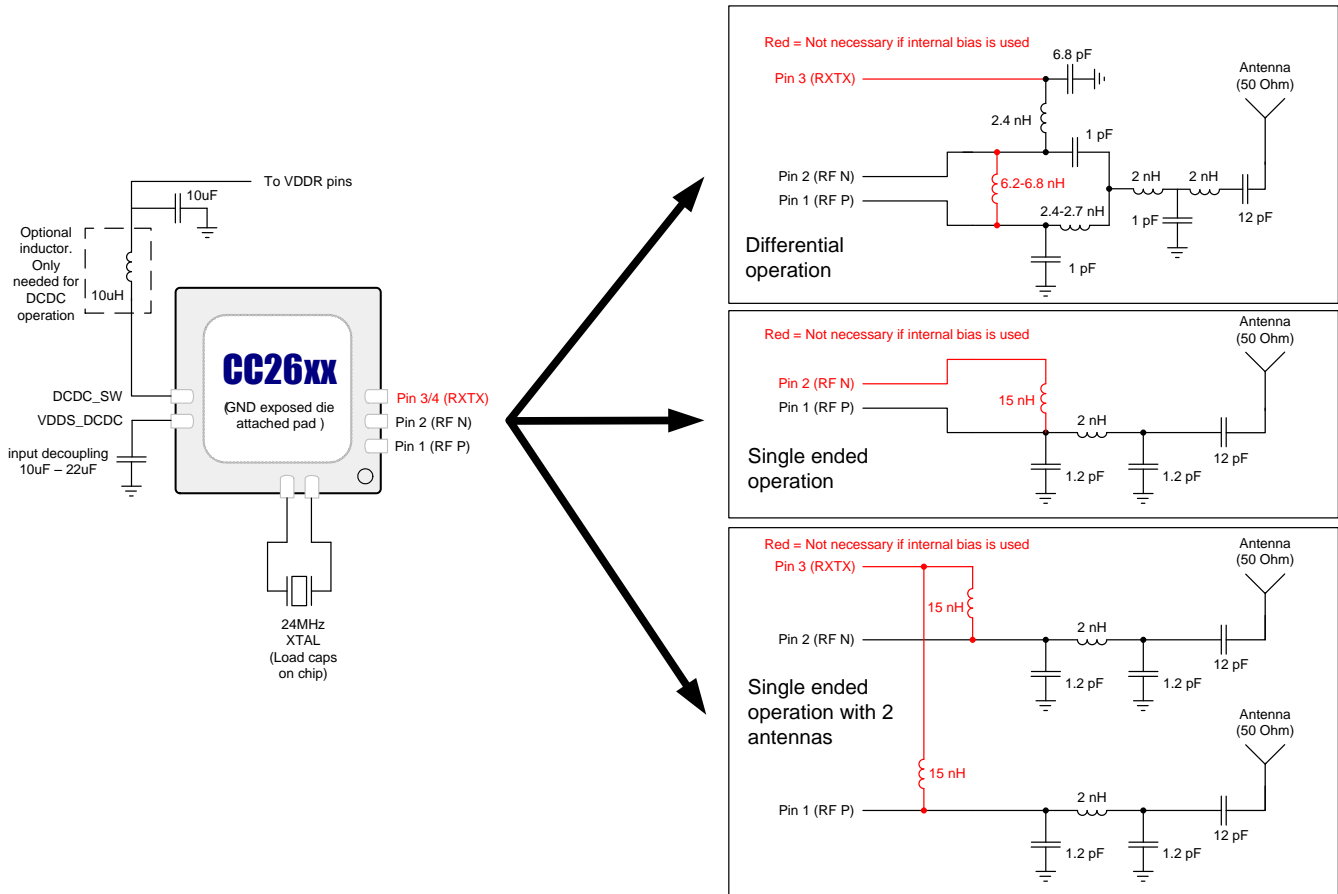 To VDDR pins
10uF
Optional
inductor.
Only
needed for
DCDC
operation
10uH
CC26xx
(GND exposed die
attached pad )
DCDC_SW
VDDS_DCDC
input decoupling
10uF – 22uF
Pin 3/4 (RXTX)
Pin 2 (RF N)
Pin 1 (RF P)
24MHz
XTAL
(Load caps
on chip)
Red = Not necessary if internal bias is used
Pin 3 (RXTX)
6.8 pF
Antenna
(50 Ohm)
2.4 nH
1 pF
Pin 2 (RF N)
Pin 1 (RF P)
6.2-6.8 nH
2 nH
2 nH
2.4-2.7 nH
1 pF
12 pF
1 pF
Differential
operation
Red = Not necessary if internal bias is used
Antenna
(50 Ohm)
Pin 2 (RF N)
Pin 1 (RF P)
15 nH
2 nH
12 pF
1.2 pF
1.2 pF
Single ended
operation
Red = Not necessary if internal bias is used
Pin 3 (RXTX)
Antenna
(50 Ohm)
15 nH
Pin 2 (RF N)
2 nH
12 pF
1.2 pF
1.2 pF
Single ended
operation with 2
antennas
Antenna
(50 Ohm)
15 nH
Pin 1 (RF P)
2 nH
12 pF
1.2 pF
1.2 pF